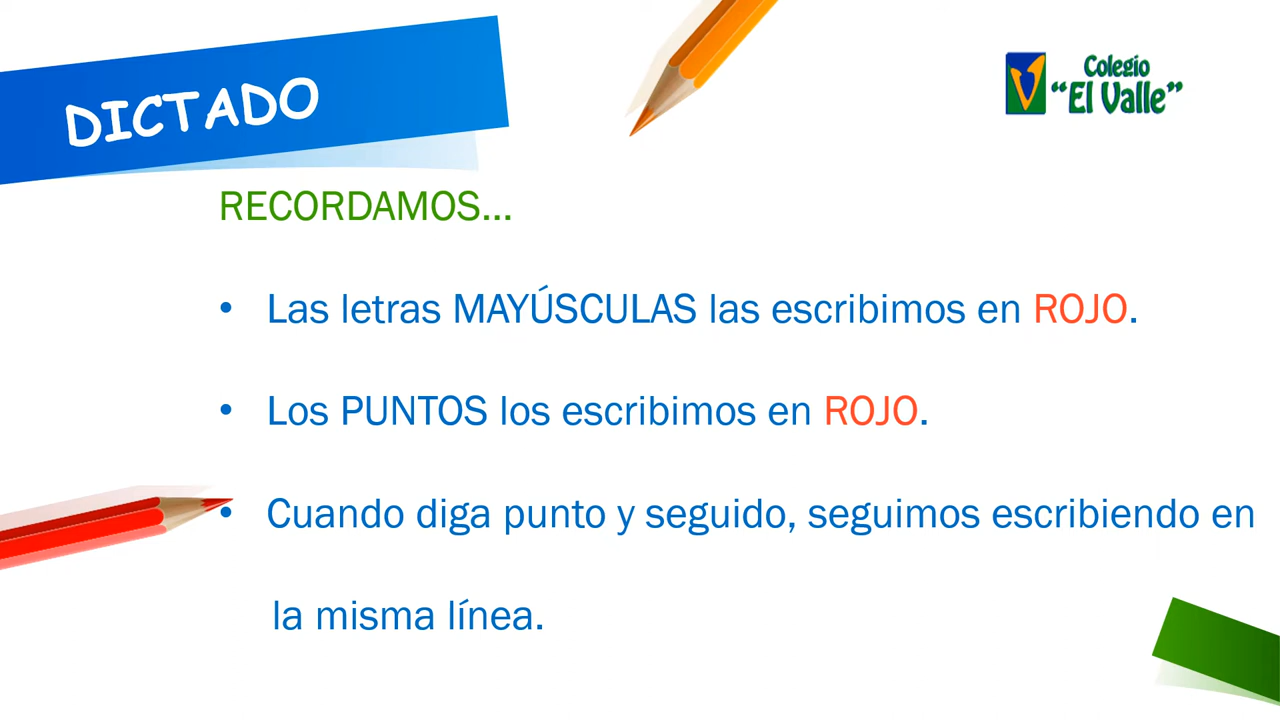 DICTADO
Colegio
“El Valle”
RECORDAMOS...
• Las letras MAYÚSCULAS las escribimos en ROJO.
• Los PUNTOS los escribimos en ROJO.
• Cuando diga punto y seguido, seguimos escribiendo en
la misma línea.